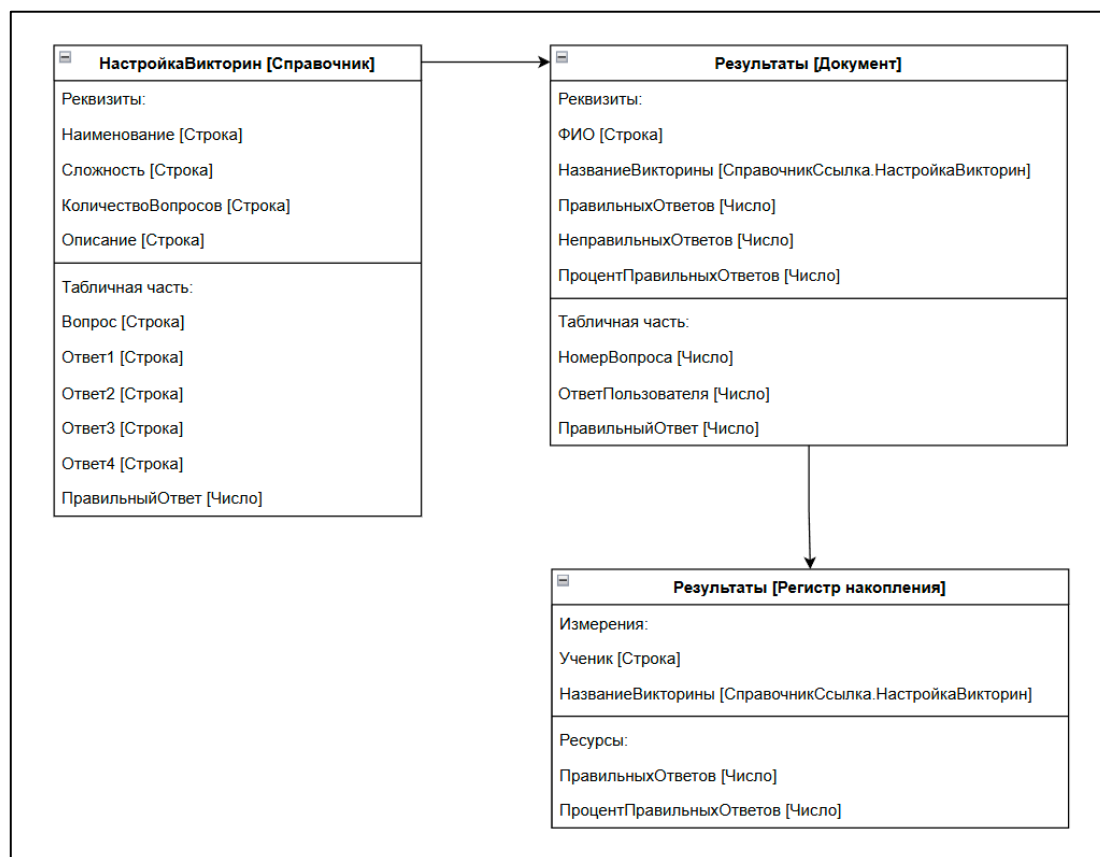 НастройкаВикторин [Справочник]
Реквизиты:
Наименование [Строка]
Сложность [Строка]
КоличествоВопросов [Строка]
Описание [Строка]
Табличная часть:
Вопрос [Строка]
Ответ1 [Строка]
Ответ2 [Строка]
Ответ3 [Строка]
Ответ4 [Строка]
ПравильныйОтвет [Число]
Результаты [Документ]
Реквизиты:
ФИО [Строка]
НазваниеВикторины [СправочникСсылка.НастройкаВикторин]
ПравильныхОтветов [Число]
НеправильныхОтветов [Число]
ПроцентПравильныхОтветов [Число]
Табличная часть:
НомерВопроса [Число]
ОтветПользователя [Число]
ПравильныйОтвет [Число]
Результаты [Регистр накопления]
Измерения:
Ученик [Строка]
НазваниеВикторины [СправочникСсылка.НастройкаВикторин]
Ресурсы:
ПравильныхОтветов [Число]
ПроцентПравильныхОтветов [Число]